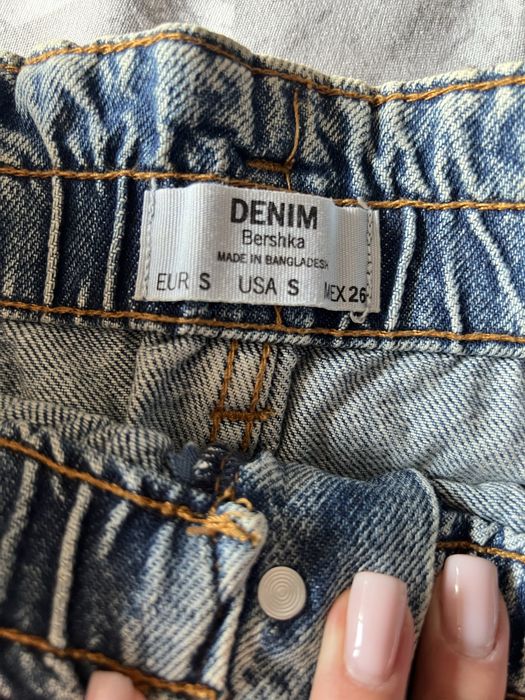 DENIM
Bershka
MADE IN BANGLADESH
EUR S USA S MEX 26